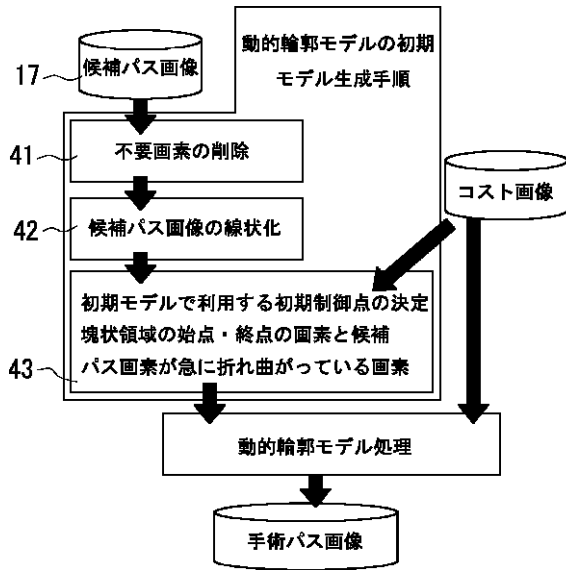 候補パス画像
17
動的輪郭モデルの初期
モデル生成手順
41
不要画素の削除
コスト画像
42
候補パス画像の線状化
初期モデルで利用する初期制御点の決定
塊状領域の始点・終点の画素と候補
パス画素が急に折れ曲がっている画素
43
動的輪郭モデル処理
手術パス画像